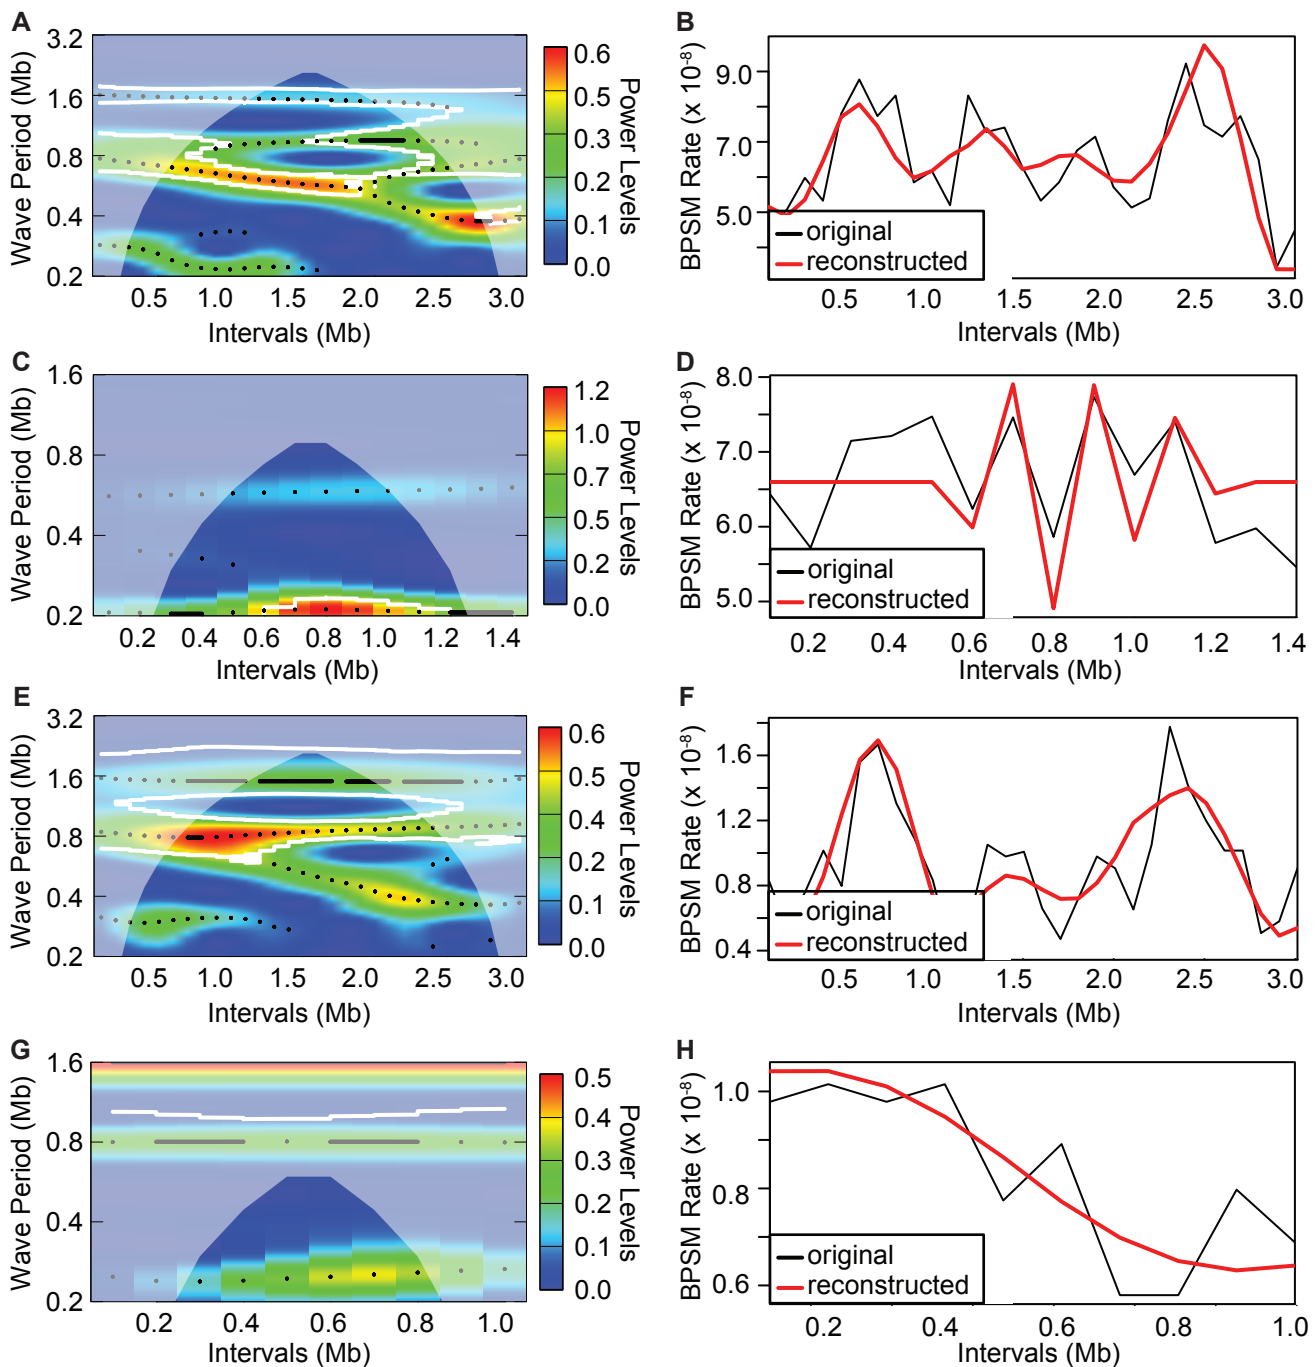 A
Wave Period (Mb)
3.2
1.6
0.8
0.4
0.2
0.5 1.0 1.5 2.0 2.5 3.0
Intervals (Mb)
0.6
0.5
0.3
0.2
0.1
0.0
Power Levels
B
BPSM Rate (x 10⁻⁸)
9.0
7.0
5.0
original
reconstructed
0.5 1.0 1.5 2.0 2.5 3.0
Intervals (Mb)
C
Wave Period (Mb)
1.6
0.8
0.4
0.2
0.2 0.4 0.6 0.8 1.0 1.2 1.4
Intervals (Mb)
1.2
1.0
0.7
0.5
0.2
0.0
Power Levels
D
BPSM Rate (x 10⁻⁸)
8.0
7.0
6.0
5.0
original
reconstructed
0.2 0.4 0.6 0.8 1.0 1.2 1.4
Intervals (Mb)
E
Wave Period (Mb)
3.2
1.6
0.8
0.4
0.2
0.5 1.0 1.5 2.0 2.5 3.0
Intervals (Mb)
0.6
0.5
0.4
0.2
0.1
0.0
Power Levels
F
BPSM Rate (x 10⁻⁸)
1.6
1.2
0.8
0.4
original
reconstructed
0.5 1.0 1.5 2.0 2.5 3.0
Intervals (Mb)
G
Wave Period (Mb)
1.6
0.8
0.4
0.2
0.2 0.4 0.6 0.8 1.0
Intervals (Mb)
0.5
0.4
0.3
0.2
0.1
0.0
Power Levels
H
BPSM Rate (x 10⁻⁸)
1.0
0.8
0.6
original
reconstructed
0.2 0.4 0.6 0.8 1.0
Intervals (Mb)